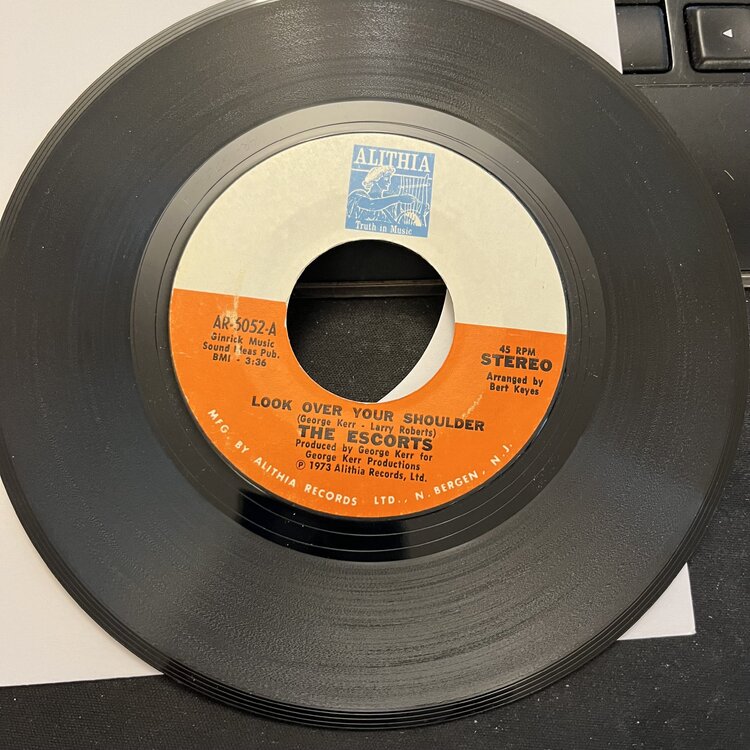 ALITHIA
Truth in Music
AR-6052-A
Ginrick Music
Sound Ideas Pub.
BMI - 3:36
45 RPM
STEREO
Arranged by
Bert Keyes
LOOK OVER YOUR SHOULDER
(George Kerr - Larry Roberts)
THE ESCORTS
Produced by George Kerr for
George Kerr Productions
℗ 1973 Alithia Records, Ltd.
MFG. BY ALITHIA RECORDS LTD., N. BERGEN, N.J.